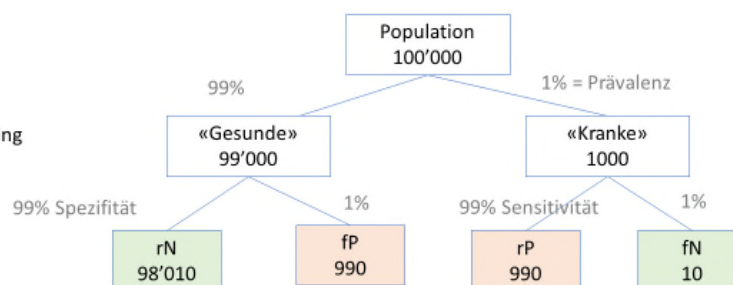 Population
100’000
99%
1% = Prävalenz
ng
«Gesunde»
99’000
«Kranke»
1000
99% Spezifität
1%
99% Sensitivität
1%
rN
98’010
fP
990
rP
990
fN
10